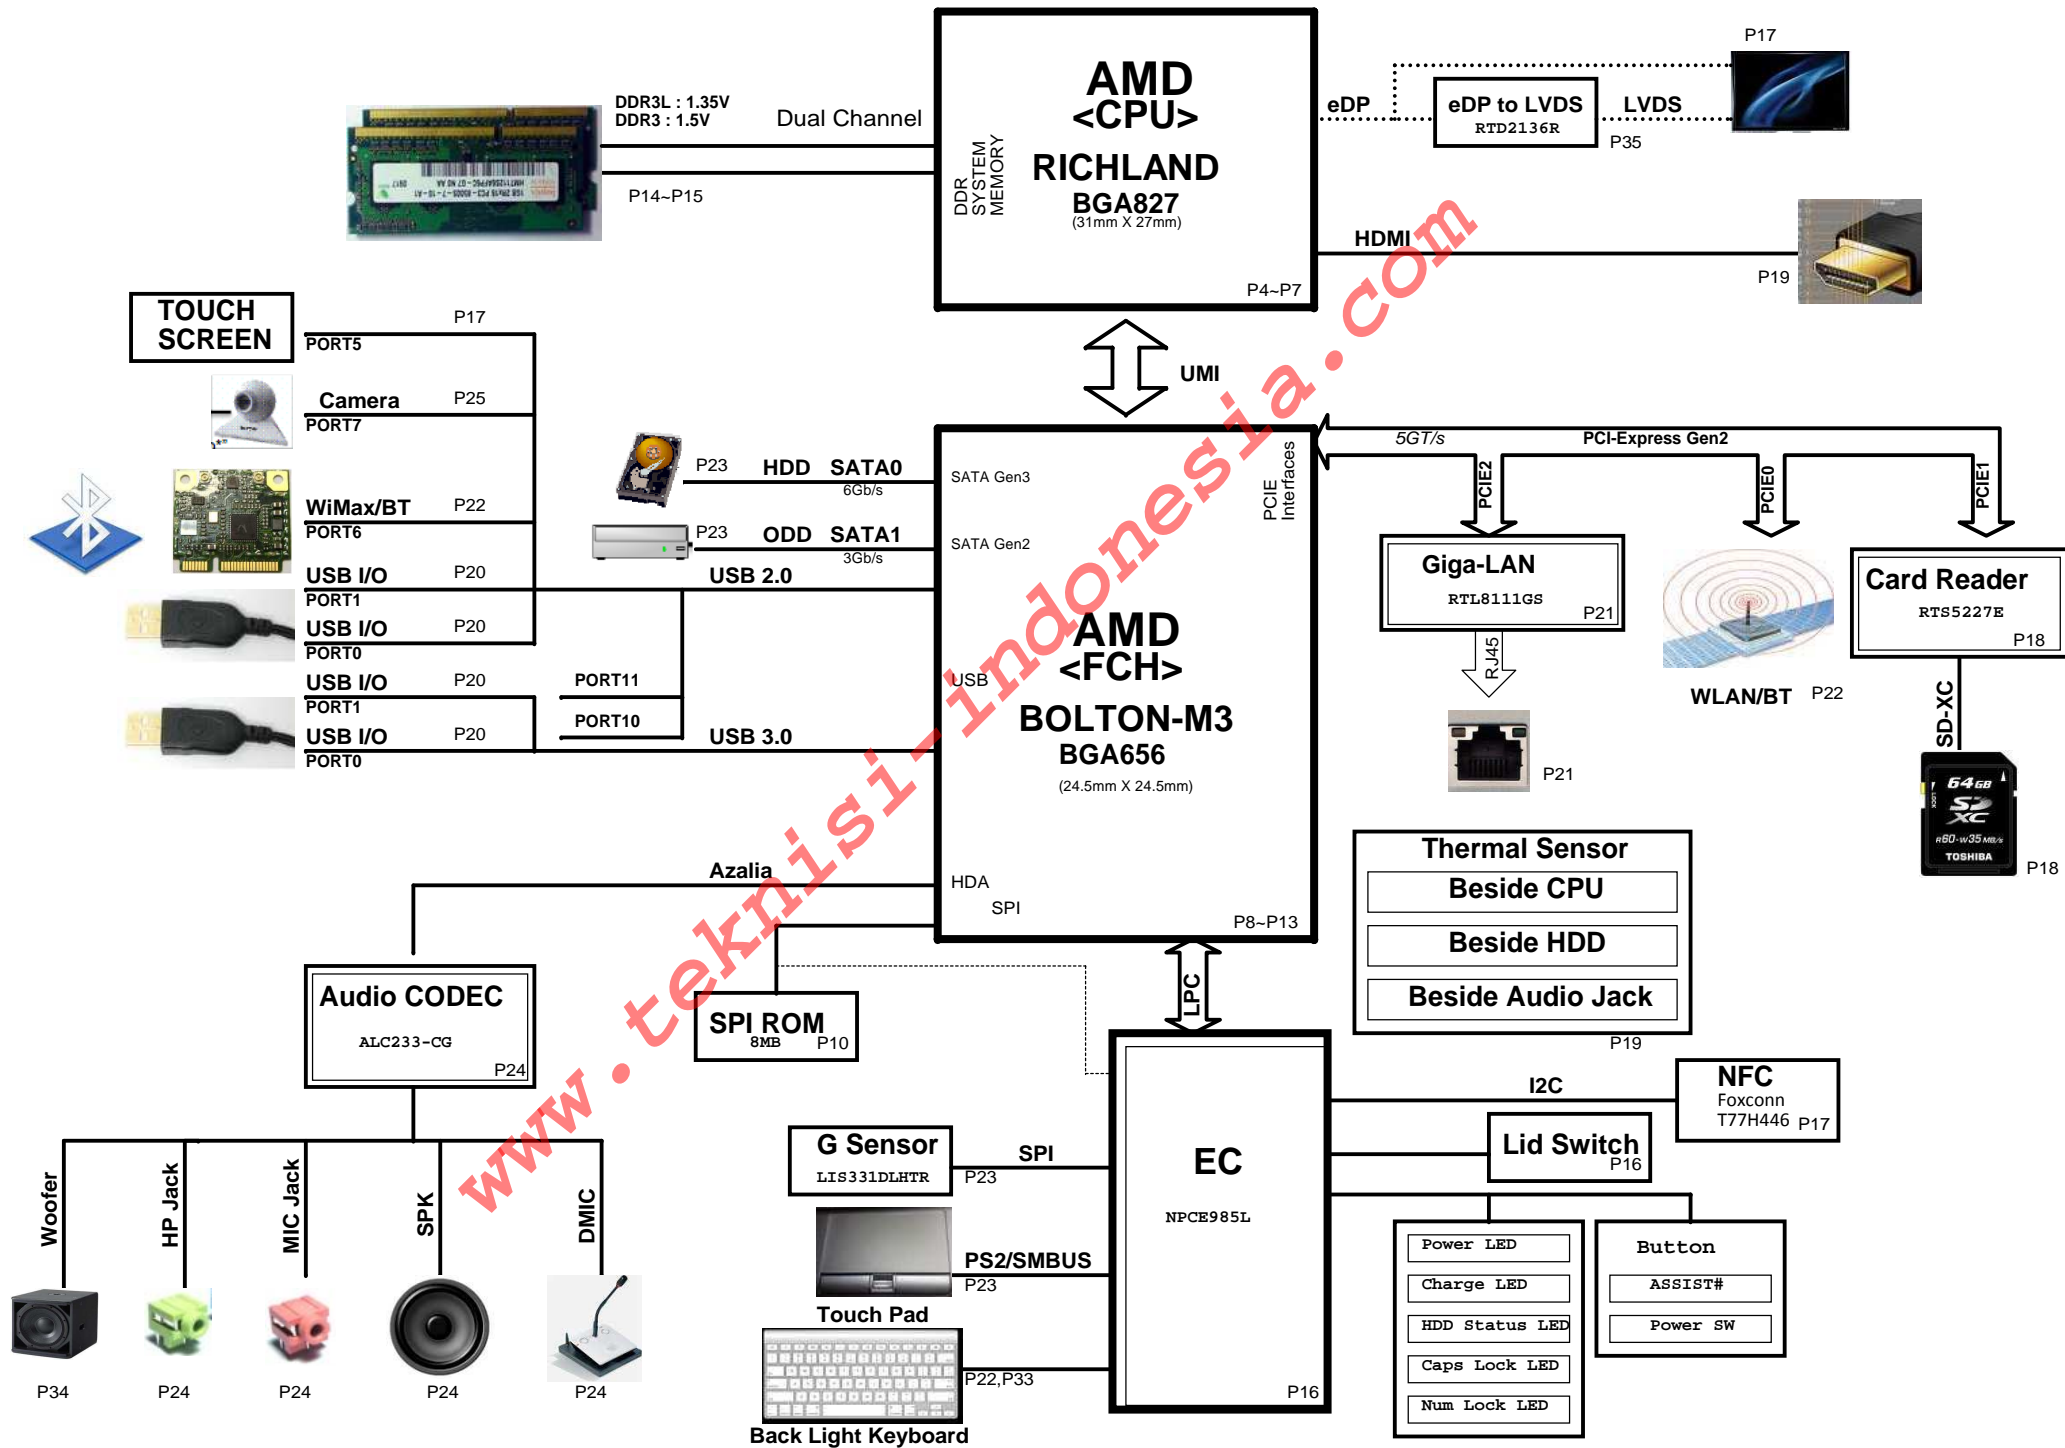 P17
AMD
<CPU>
RICHLAND
BGA827
(31mm X 27mm)
DDR
SYSTEM
MEMORY
P4~P7
DDR3L : 1.35V
DDR3 : 1.5V
Dual Channel
P14~P15
eDP
eDP to LVDS
RTD2136R
LVDS
P35
HDMI
P19
UMI
TOUCH
SCREEN
P17
PORT5
Camera
P25
PORT7
WiMax/BT
P22
PORT6
USB I/O
P20
PORT1
USB I/O
P20
PORT0
USB I/O
P20
PORT1
USB I/O
P20
PORT0
USB 2.0
PORT11
PORT10
USB 3.0
P23
HDD
SATA0
6Gb/s
P23
ODD
SATA1
3Gb/s
SATA Gen3
SATA Gen2
PCIE
Interfaces
AMD
<FCH>
USB
BOLTON-M3
BGA656
(24.5mm X 24.5mm)
HDA
SPI
P8~P13
5GT/s
PCI-Express Gen2
PCIE2
PCIE0
PCIE1
Giga-LAN
RTL8111GS
P21
RJ45
P21
WLAN/BT
P22
Card Reader
RTS5227E
P18
SD-XC
64GB
SD
XC
R60-W35 MB/s
TOSHIBA
LOCK
P18
Thermal Sensor
Beside CPU
Beside HDD
Beside Audio Jack
P19
Azalia
Audio CODEC
ALC233-CG
P24
SPI ROM
8MB
P10
LPC
Woofer
HP Jack
MIC Jack
SPK
DMIC
P34
P24
P24
P24
P24
G Sensor
LIS331DLHTR
SPI
P23
PS2/SMBUS
P23
Touch Pad
P22,P33
Back Light Keyboard
EC
NPCE985L
P16
I2C
NFC
Foxconn
T77H446
P17
Lid Switch
P16
Power LED
Charge LED
HDD Status LED
Caps Lock LED
Num Lock LED
Button
ASSIST#
Power SW
www.teknisi-indonesia.com